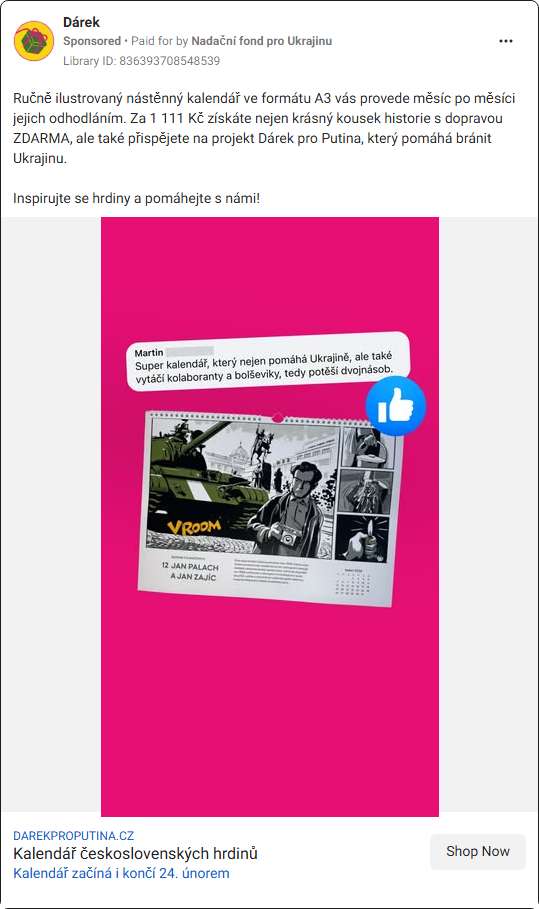 Dárek
Sponsored • Paid for by Nadační fond pro Ukrajinu
Library ID: 836393708548539
Ručně ilustrovaný nástěnný kalendář ve formátu A3 vás provede měsíc po měsíci
jejich odhodláním. Za 1 111 Kč získáte nejen krásný kousek historie s dopravou
ZDARMA, ale také přispějete na projekt Dárek pro Putina, který pomáhá bránit
Ukrajinu.
Inspirujte se hrdiny a pomáhejte s námi!
Martin
Super kalendář, který nejen pomáhá Ukrajině, ale také
vytáčí kolaboranty a bolševiky, tedy potěší dvojnásob.
VROOM
12 JAN PALACH
A JAN ZAJÍC
DAREKPROPUTINA.CZ
Kalendář československých hrdinů
Kalendář začíná i končí 24. únorem
Shop Now